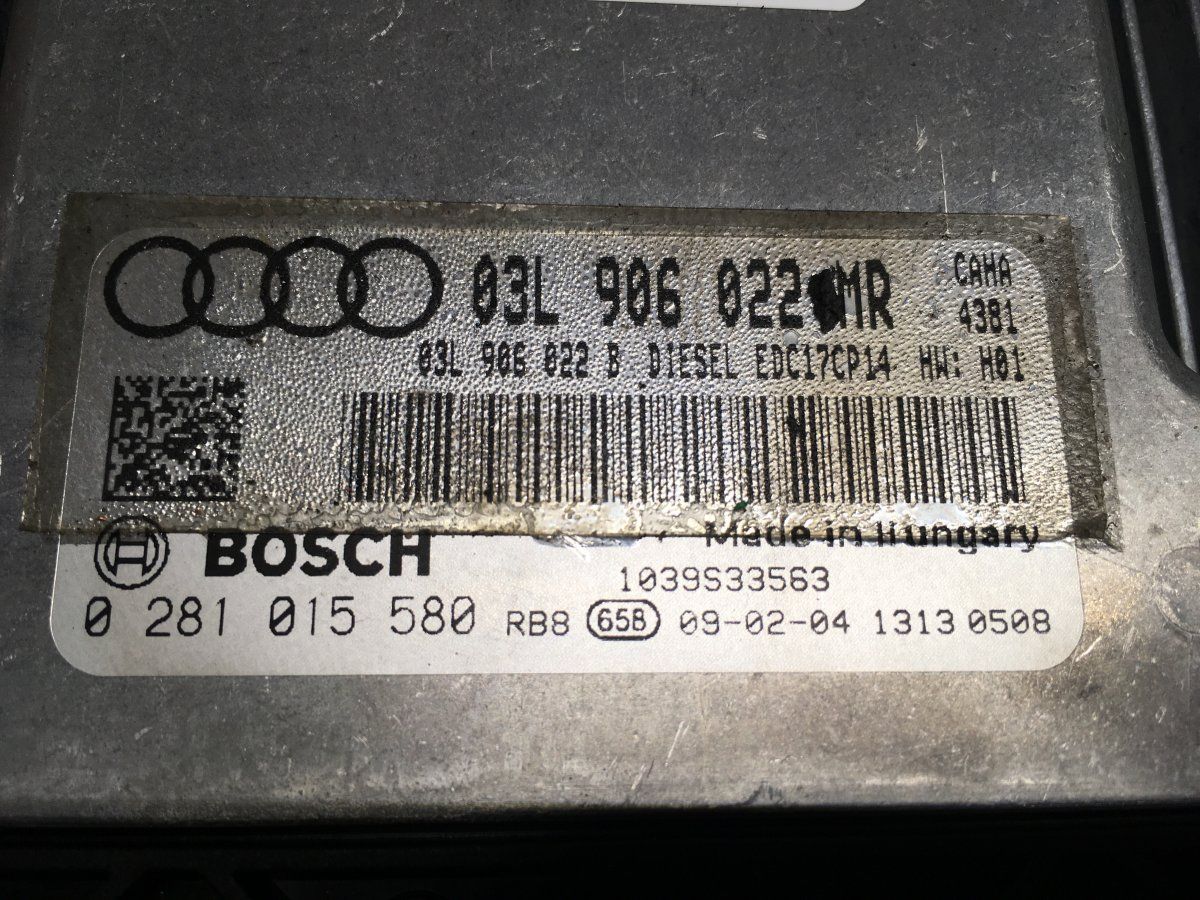 03L 906 022 MR
CAHA
4381
03L 906 022 B DIESEL EDC17CP14 HW: H01
BOSCH
Made in Hungary
1039S33563
0 281 015 580 RB8 65B 09-02-04 1313 0508